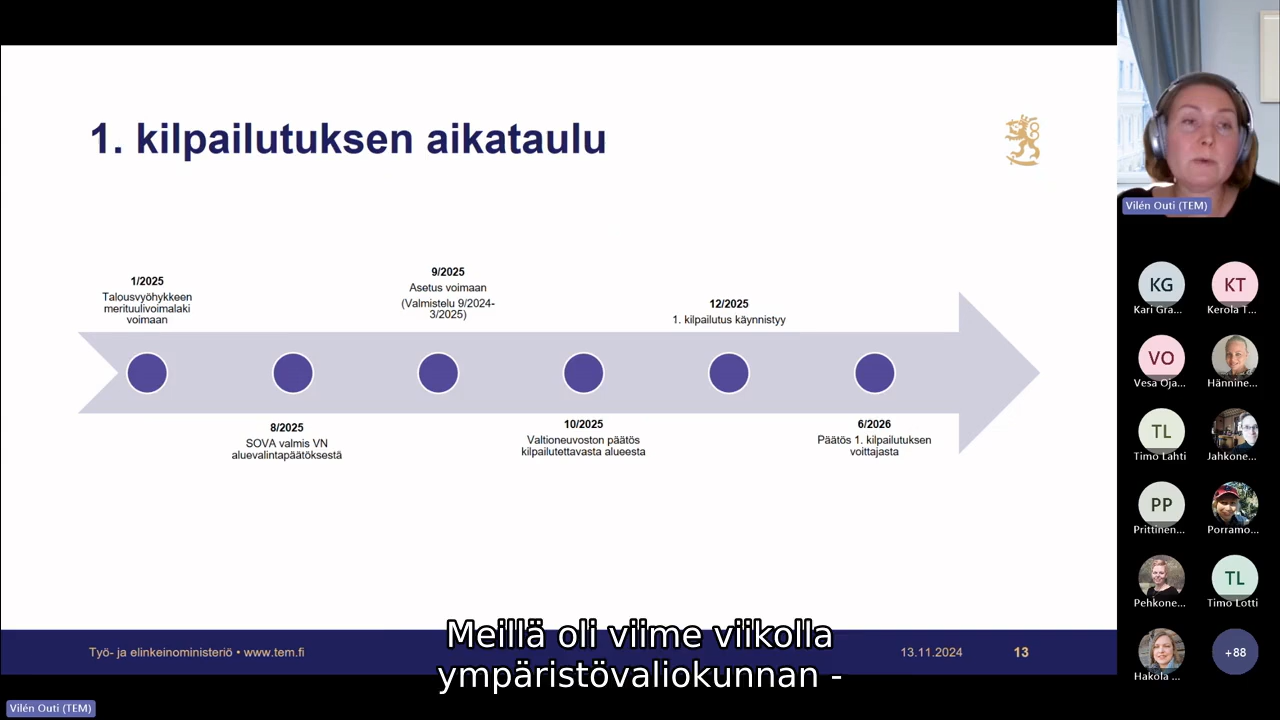 1. kilpailutuksen aikataulu
1/2025
Talousvyöhykkeen
merituulivoimalaki
voimaan
8/2025
SOVA valmis VN
aluevalintapäätöksestä
9/2025
Asetus voimaan
(Valmistelu 9/2024-
3/2025)
10/2025
Valtioneuvoston päätös
kilpailutettavasta alueesta
12/2025
1. kilpailutus käynnistyy
6/2026
Päätös 1. kilpailutuksen
voittajasta
Työ- ja elinkeinoministeriö • www.tem.fi
13.11.2024
13
Meillä oli viime viikolla
ympäristövaliokunnan -
Vilén Outi (TEM)
Vilén Outi (TEM)
KG
Kari Gra...
KT
Kerola T...
VO
Vesa Oja...
Hännine...
TL
Timo Lahti
Jahkone...
PP
Prittinen...
Porramo...
Pehkone...
TL
Timo Lotti
Hakola ...
+88